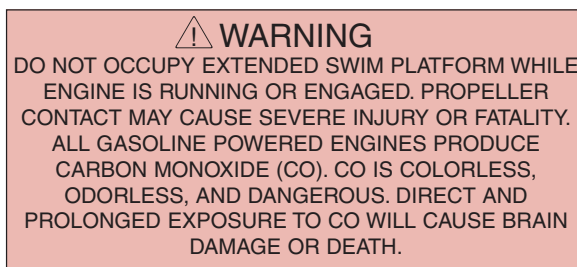 WARNING
DO NOT OCCUPY EXTENDED SWIM PLATFORM WHILE
ENGINE IS RUNNING OR ENGAGED. PROPELLER
CONTACT MAY CAUSE SEVERE INJURY OR FATALITY.
ALL GASOLINE POWERED ENGINES PRODUCE
CARBON MONOXIDE (CO). CO IS COLORLESS,
ODORLESS, AND DANGEROUS. DIRECT AND
PROLONGED EXPOSURE TO CO WILL CAUSE BRAIN
DAMAGE OR DEATH.